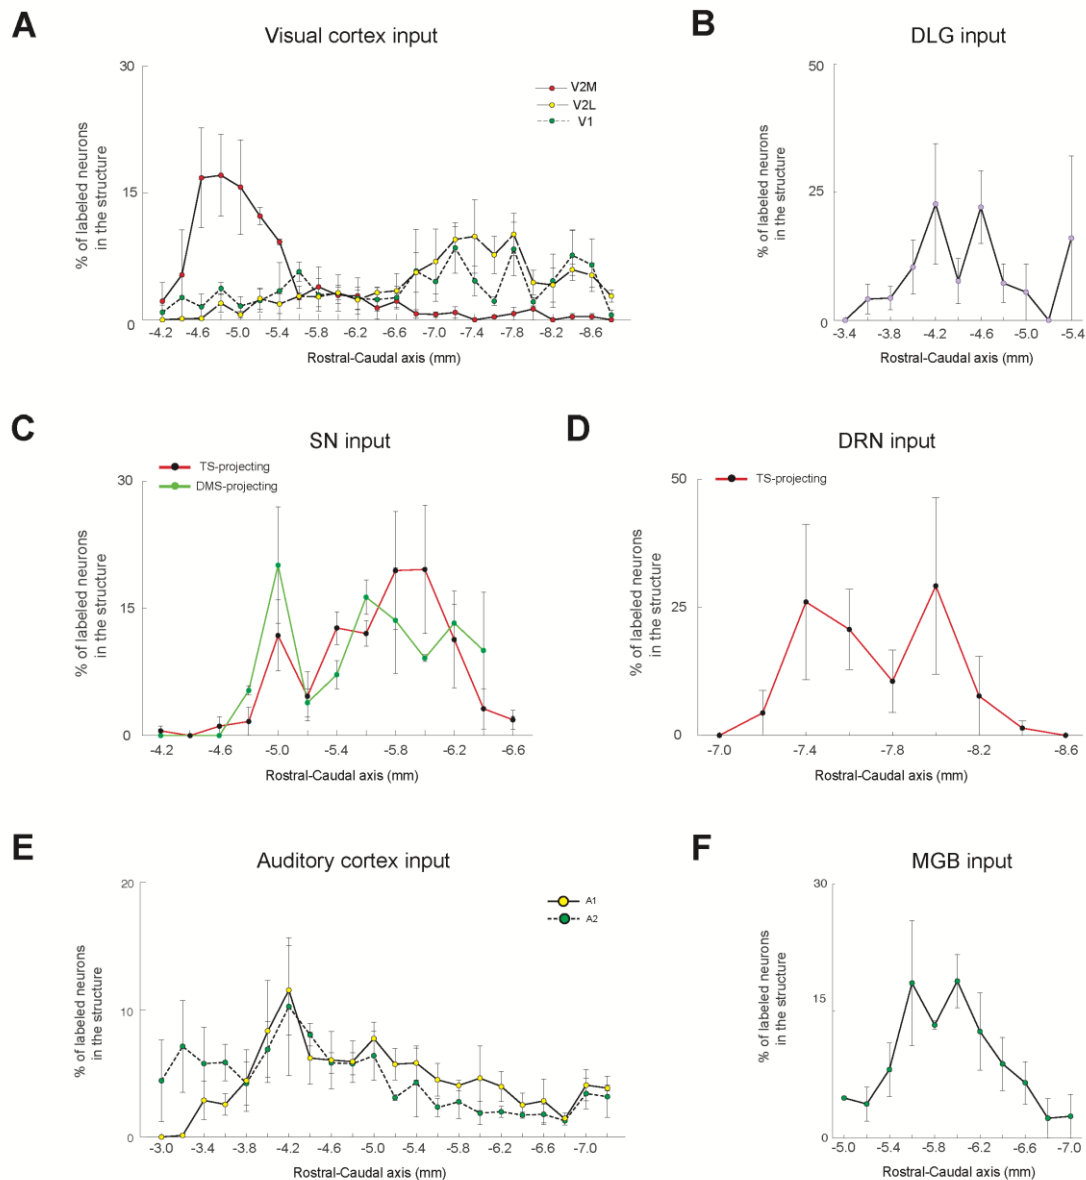 A
Visual cortex input
% of labeled neurons
in the structure
30
15
0
V2M
V2L
V1
-4.2 -4.6 -5.0 -5.4 -5.8 -6.2 -6.6 -7.0 -7.4 -7.8 -8.2 -8.6
Rostral-Caudal axis (mm)
B
DLG input
% of labeled neurons
in the structure
50
25
0
-3.4 -3.8 -4.2 -4.6 -5.0 -5.4
Rostral-Caudal axis (mm)
C
SN input
TS-projecting
DMS-projecting
% of labeled neurons
in the structure
30
15
0
-4.2 -4.6 -5.0 -5.4 -5.8 -6.2 -6.6
Rostral-Caudal axis (mm)
D
DRN input
TS-projecting
% of labeled neurons
in the structure
50
25
0
-7.0 -7.4 -7.8 -8.2 -8.6
Rostral-Caudal axis (mm)
E
Auditory cortex input
% of labeled neurons
in the structure
20
10
0
A1
A2
-3.0 -3.4 -3.8 -4.2 -4.6 -5.0 -5.4 -5.8 -6.2 -6.6 -7.0
Rostral-Caudal axis (mm)
F
MGB input
% of labeled neurons
in the structure
30
15
0
-5.0 -5.4 -5.8 -6.2 -6.6 -7.0
Rostral-Caudal axis (mm)